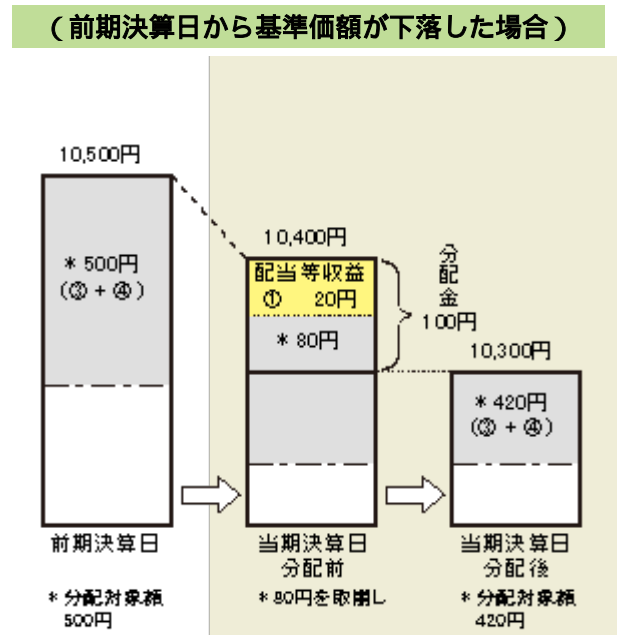 （前期決算日から基準価額が下落した場合）
10,500円
＊500円
（③＋④）
10,400円
配当等収益
① 20円
＊80円
分配金
100円
10,300円
＊420円
（③＋④）
前期決算日
当期決算日
分配前
当期決算日
分配後
＊分配対象額
500円
＊80円を取崩し
＊分配対象額
420円